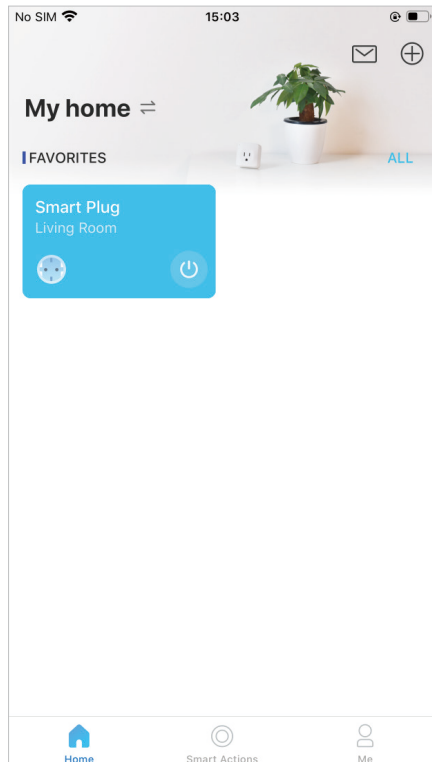 No SIM 15:03
My home
FAVORITES ALL
Smart Plug
Living Room
Home Smart Actions Me